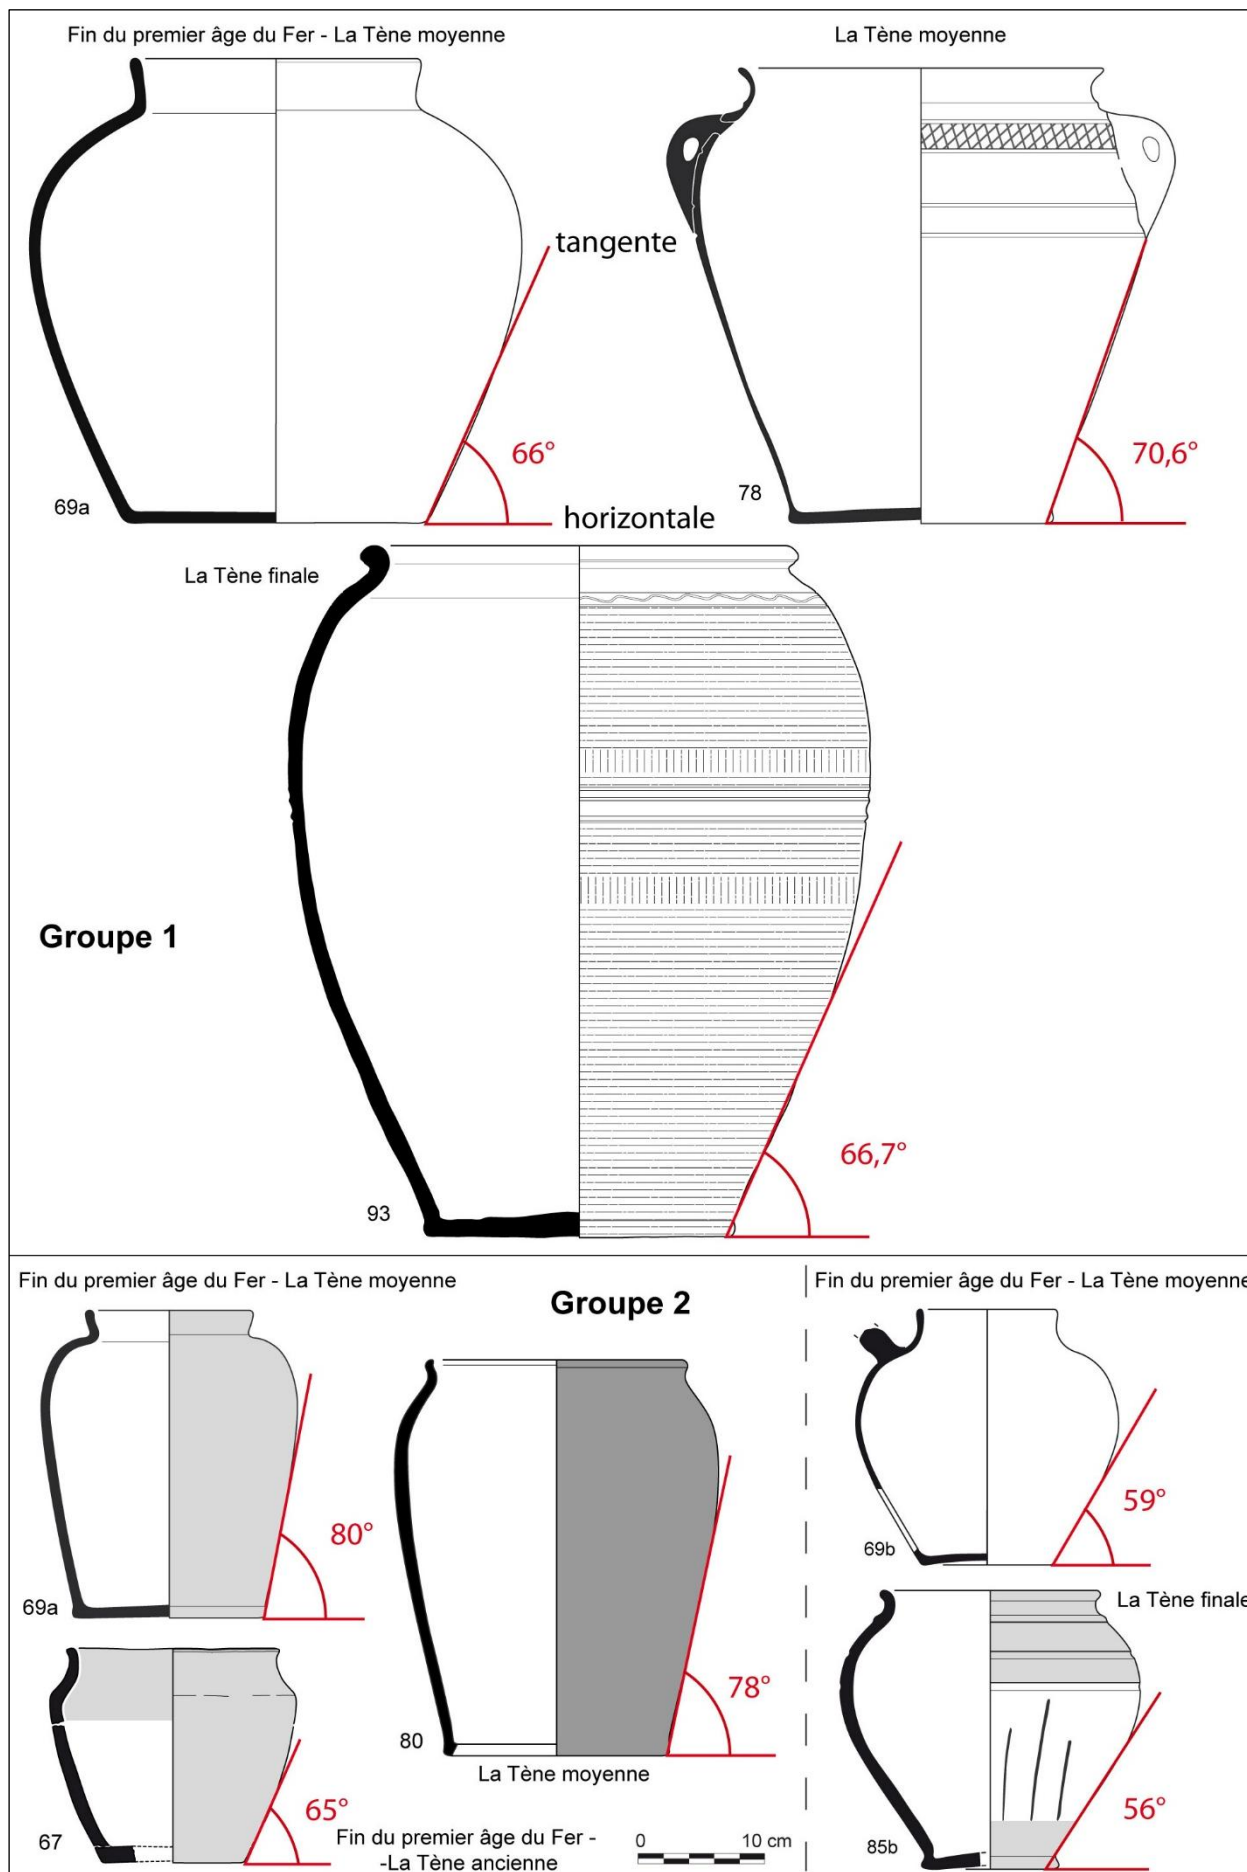 Fin du premier âge du Fer - La Tène moyenne
La Tène moyenne
tangente
66°
70,6°
69a
78
horizontale
La Tène finale
Groupe 1
66,7°
93
Fin du premier âge du Fer - La Tène moyenne
Groupe 2
Fin du premier âge du Fer - La Tène moyenne
80°
59°
69a
69b
La Tène finale
78°
80
La Tène moyenne
65°
56°
67
Fin du premier âge du Fer -
-La Tène ancienne
0 10 cm
85b